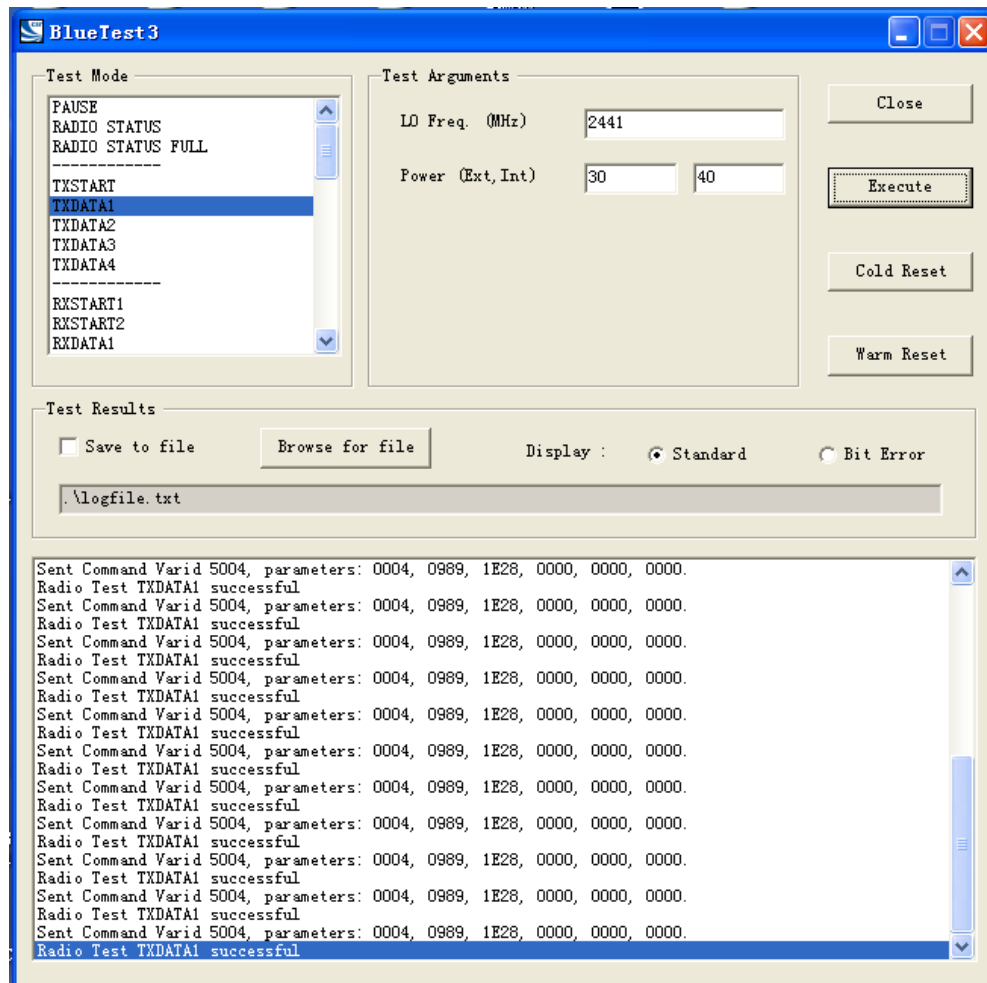 BlueTest3
Test Mode
PAUSE
RADIO STATUS
RADIO STATUS FULL
------------
TXSTART
TXDATA1
TXDATA2
TXDATA3
TXDATA4
------------
RXSTART1
RXSTART2
RXDATA1
Test Arguments
LO Freq. (MHz) 2441
Power (Ext,Int) 30 40
Close
Execute
Cold Reset
Warm Reset
Test Results
Save to file Browse for file Display : Standard Bit Error
.\logfile.txt
Sent Command Varid 5004, parameters: 0004, 0989, 1E28, 0000, 0000, 0000.
Radio Test TXDATA1 successful
Sent Command Varid 5004, parameters: 0004, 0989, 1E28, 0000, 0000, 0000.
Radio Test TXDATA1 successful
Sent Command Varid 5004, parameters: 0004, 0989, 1E28, 0000, 0000, 0000.
Radio Test TXDATA1 successful
Sent Command Varid 5004, parameters: 0004, 0989, 1E28, 0000, 0000, 0000.
Radio Test TXDATA1 successful
Sent Command Varid 5004, parameters: 0004, 0989, 1E28, 0000, 0000, 0000.
Radio Test TXDATA1 successful
Sent Command Varid 5004, parameters: 0004, 0989, 1E28, 0000, 0000, 0000.
Radio Test TXDATA1 successful
Sent Command Varid 5004, parameters: 0004, 0989, 1E28, 0000, 0000, 0000.
Radio Test TXDATA1 successful
Sent Command Varid 5004, parameters: 0004, 0989, 1E28, 0000, 0000, 0000.
Radio Test TXDATA1 successful
Sent Command Varid 5004, parameters: 0004, 0989, 1E28, 0000, 0000, 0000.
Radio Test TXDATA1 successful
Sent Command Varid 5004, parameters: 0004, 0989, 1E28, 0000, 0000, 0000.
Radio Test TXDATA1 successful
Sent Command Varid 5004, parameters: 0004, 0989, 1E28, 0000, 0000, 0000.
Radio Test TXDATA1 successful